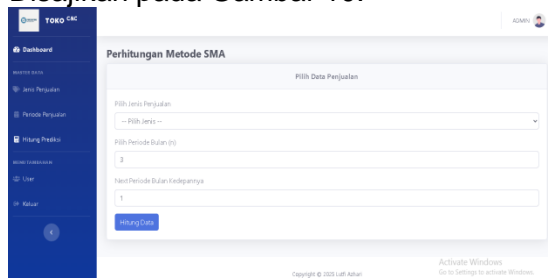 Disajikan pada Gambar 10.
TOKO C&C
ADMIN
Dashboard
Perhitungan Metode SMA
MASTER DATA
Pilih Data Penjualan
Jenis Penjualan
Pilih Jenis Penjualan
-- Pilih Jenis --
Periode Penjualan
Pilih Periode Bulan (n)
Hitung Prediksi
3
Next Periode Bulan Kedepannya
User
1
Keluar
Hitung Data
Activate Windows
Go to Settings to activate Windows.
Copyright © 2025 Lutfi Azhari